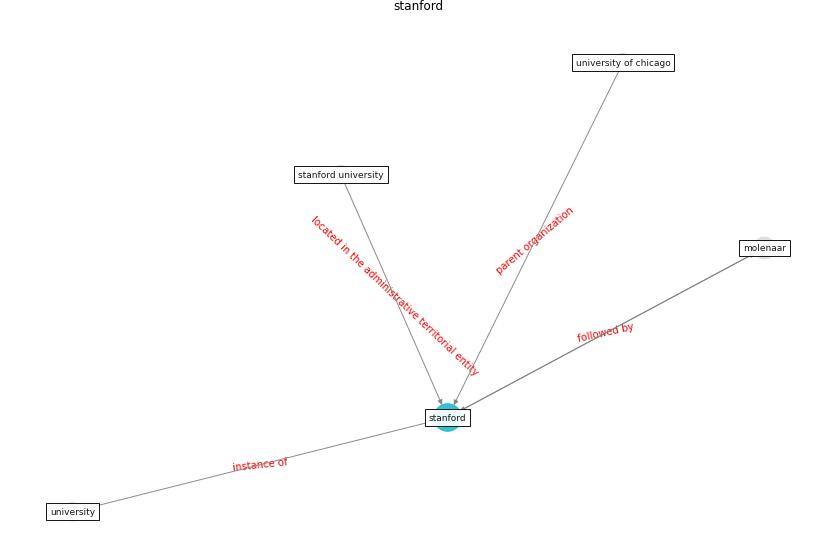 stanford
university of chicago
stanford university
parent organization
molenaar
located in the administrative territorial entity
followed by
stanford
instance of
university